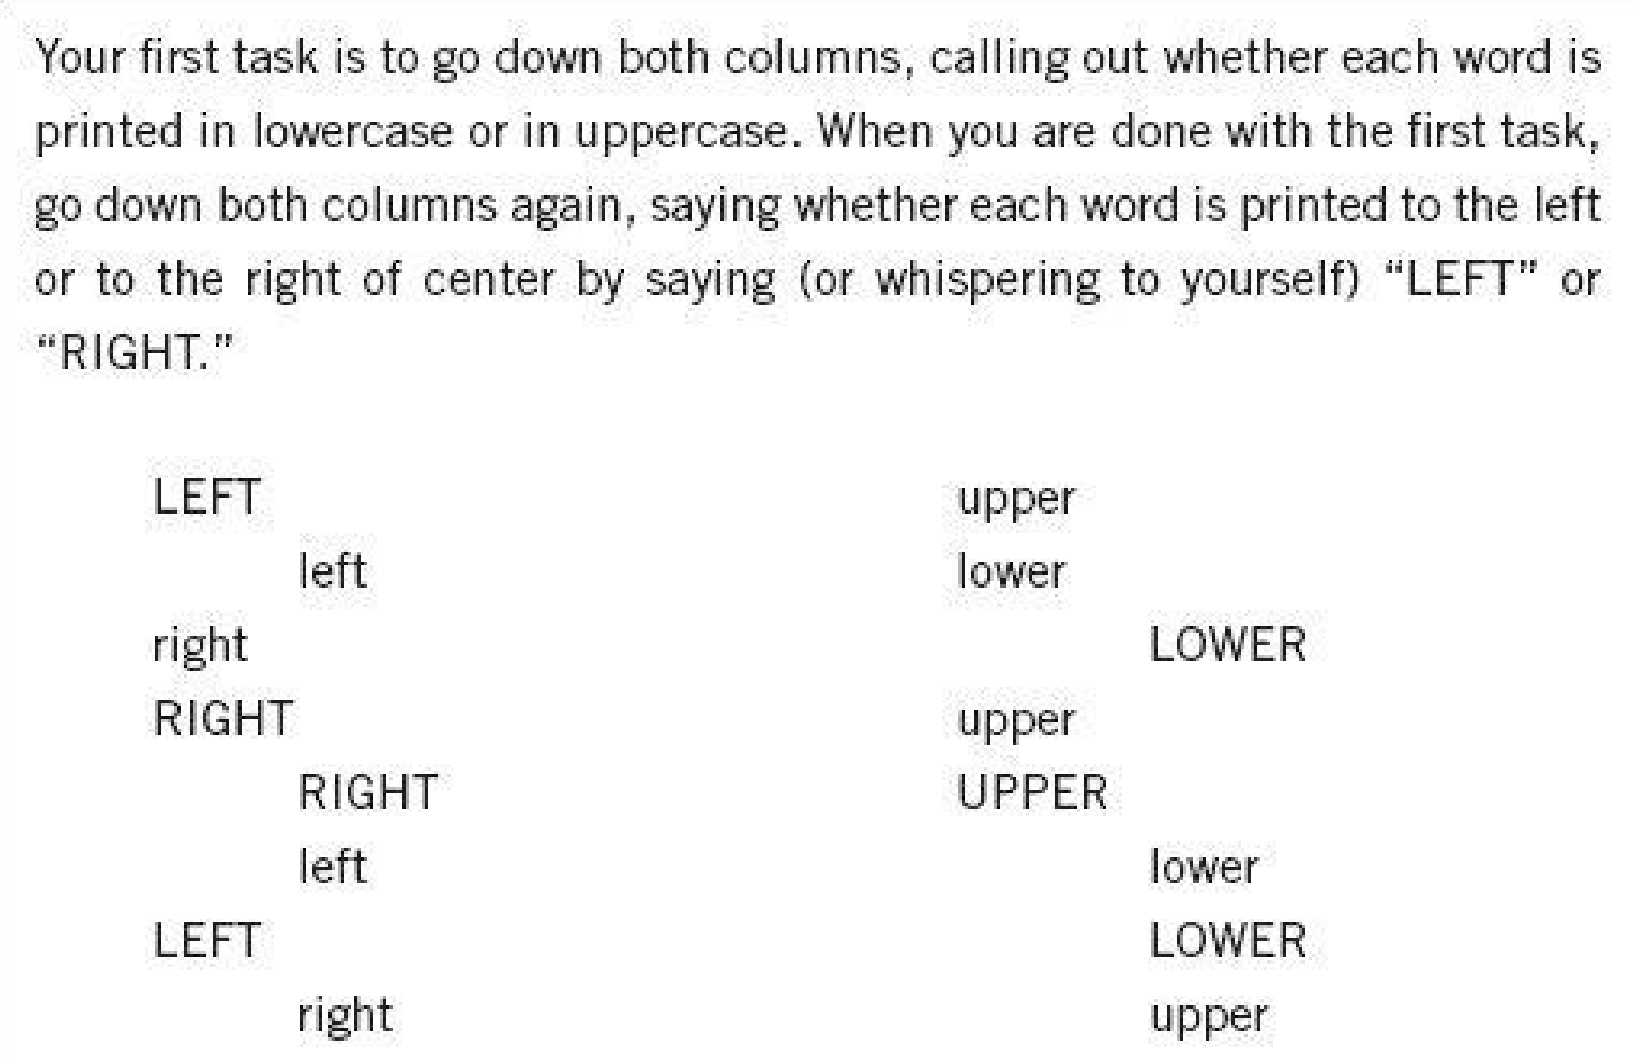 Your first task is to go down both columns, calling out whether each word is
printed in lowercase or in uppercase. When you are done with the first task,
go down both columns again, saying whether each word is printed to the left
or to the right of center by saying (or whispering to yourself) “LEFT” or
“RIGHT.”
LEFT upper
left lower
right LOWER
RIGHT upper
RIGHT UPPER
left lower
LEFT LOWER
right upper